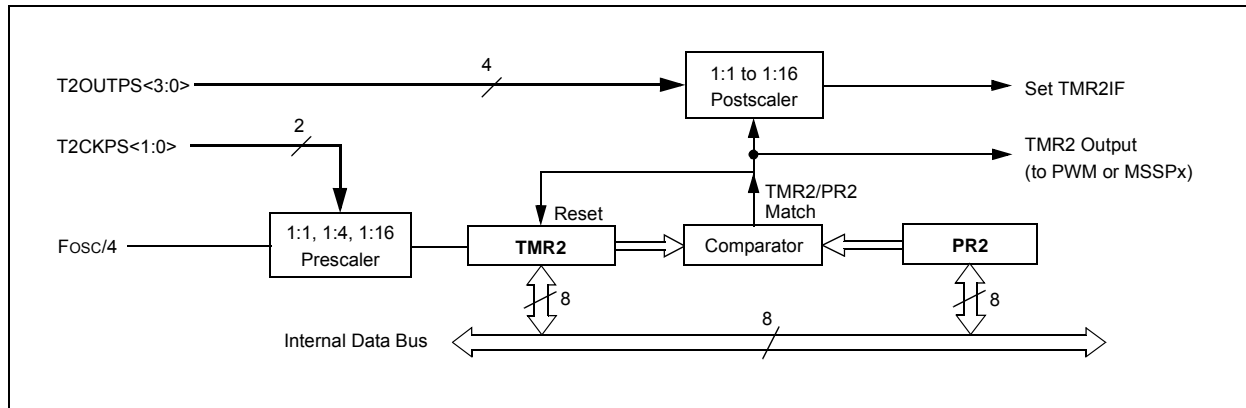 T2OUTPS<3:0>
4
1:1 to 1:16
Postscaler
Set TMR2IF
T2CKPS<1:0>
2
TMR2 Output
(to PWM or MSSPx)
TMR2/PR2
Match
Reset
FOSC/4
1:1, 1:4, 1:16
Prescaler
TMR2
Comparator
PR2
8
8
Internal Data Bus
8